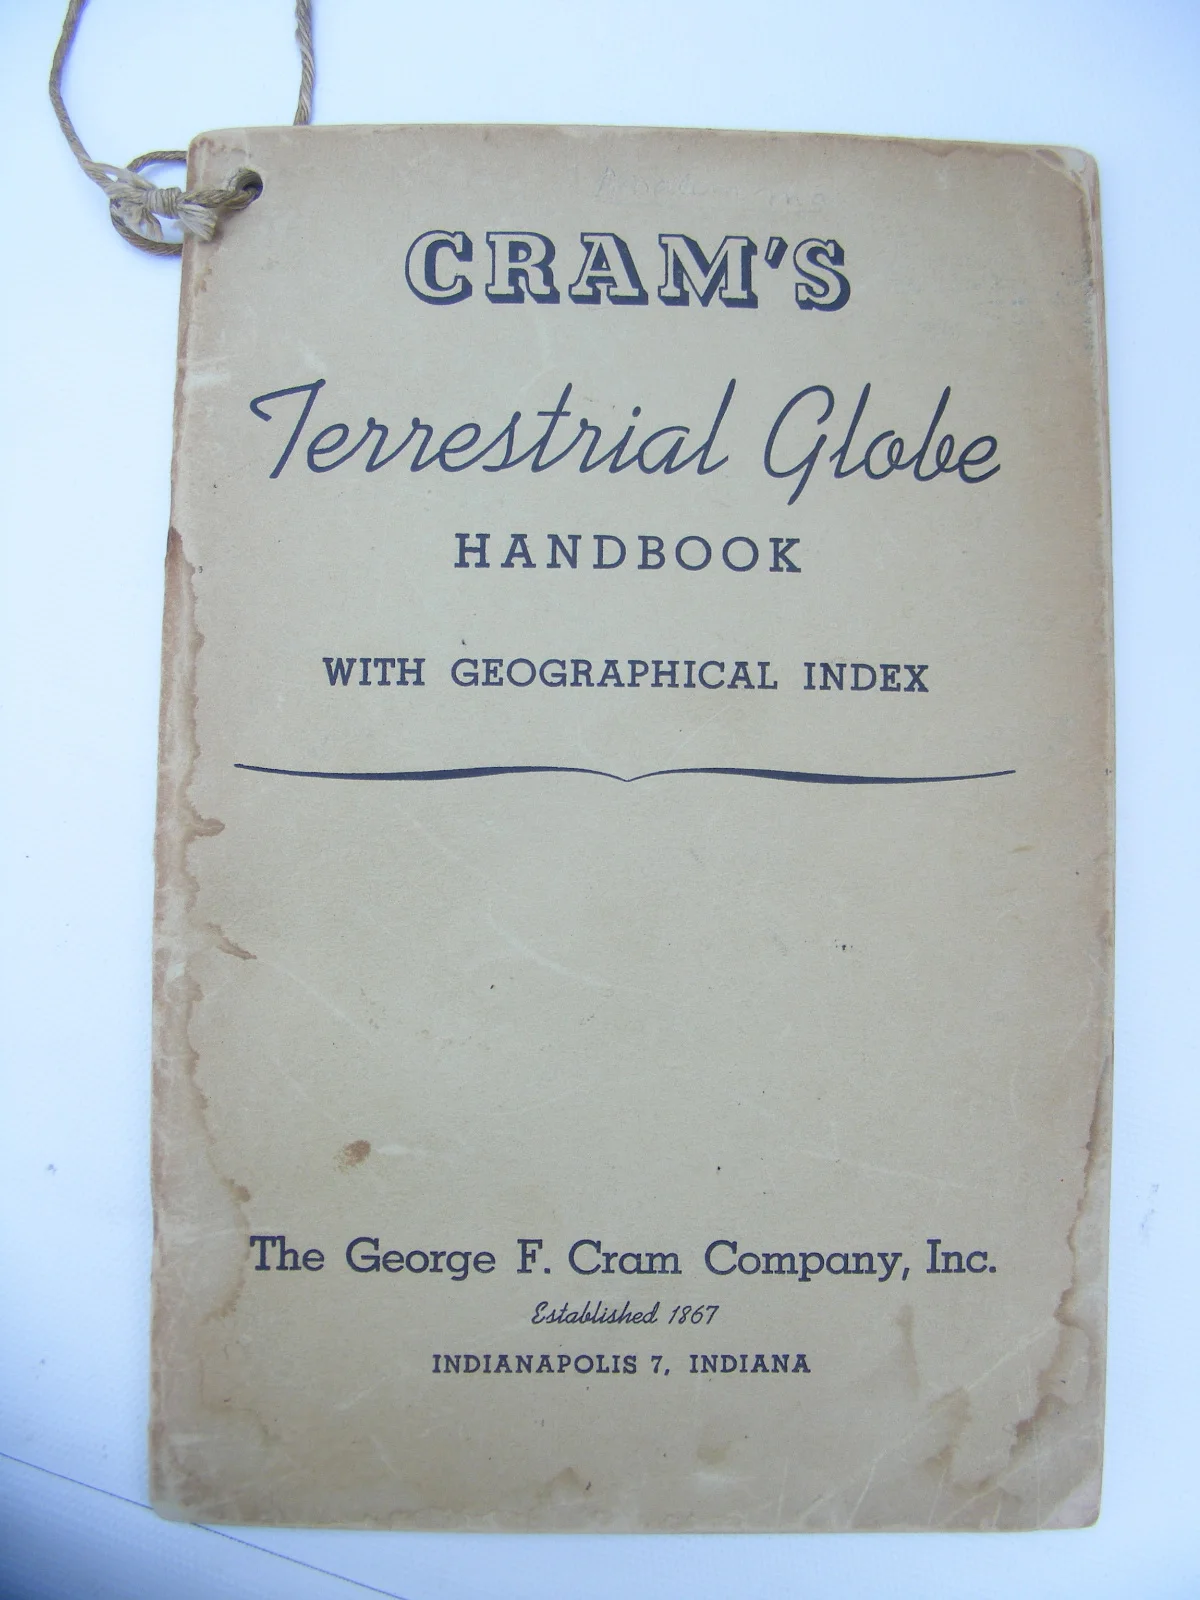 CRAM'S
Terrestrial Globe
HANDBOOK
WITH GEOGRAPHICAL INDEX
The George F. Cram Company, Inc.
Established 1867
INDIANAPOLIS 7, INDIANA